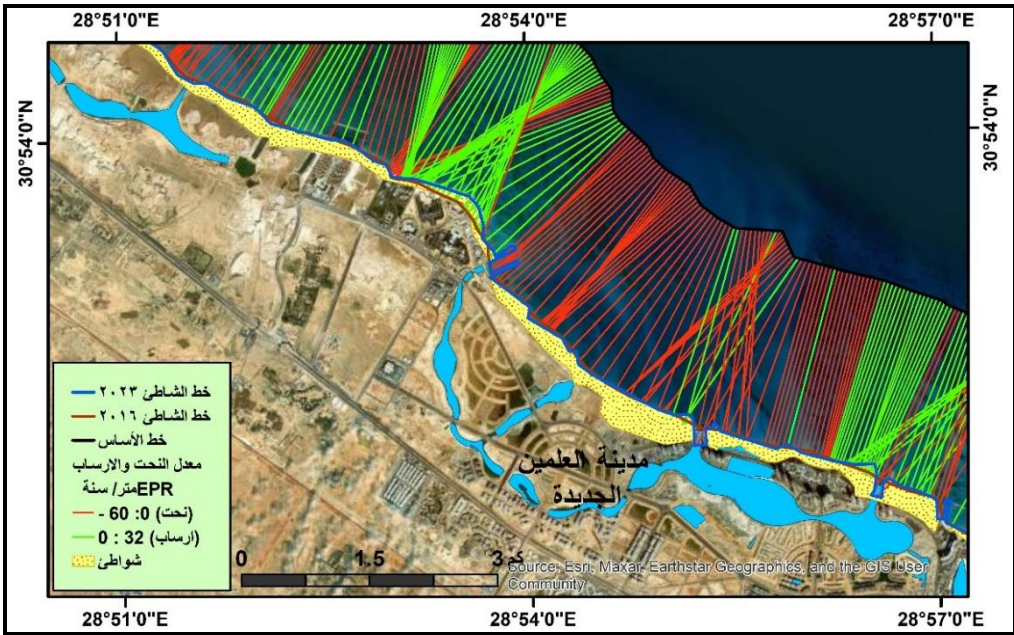 28°51'0"E 28°54'0"E 28°57'0"E
30°54'0"N
30°54'0"N
مدينة العلمين
الجديدة
خط الشاطئ ٢٠٢٣
خط الشاطئ ٢٠١٦
خط الأساس
معدل النحت والارساب
EPRمتر/ سنة
(نحت) 0: 60 -
(ارساب) 32 : 0
شواطئ
0 1.5 3 كم
Source: Esri, Maxar, Earthstar Geographics, and the GIS User
Community
28°51'0"E 28°54'0"E 28°57'0"E